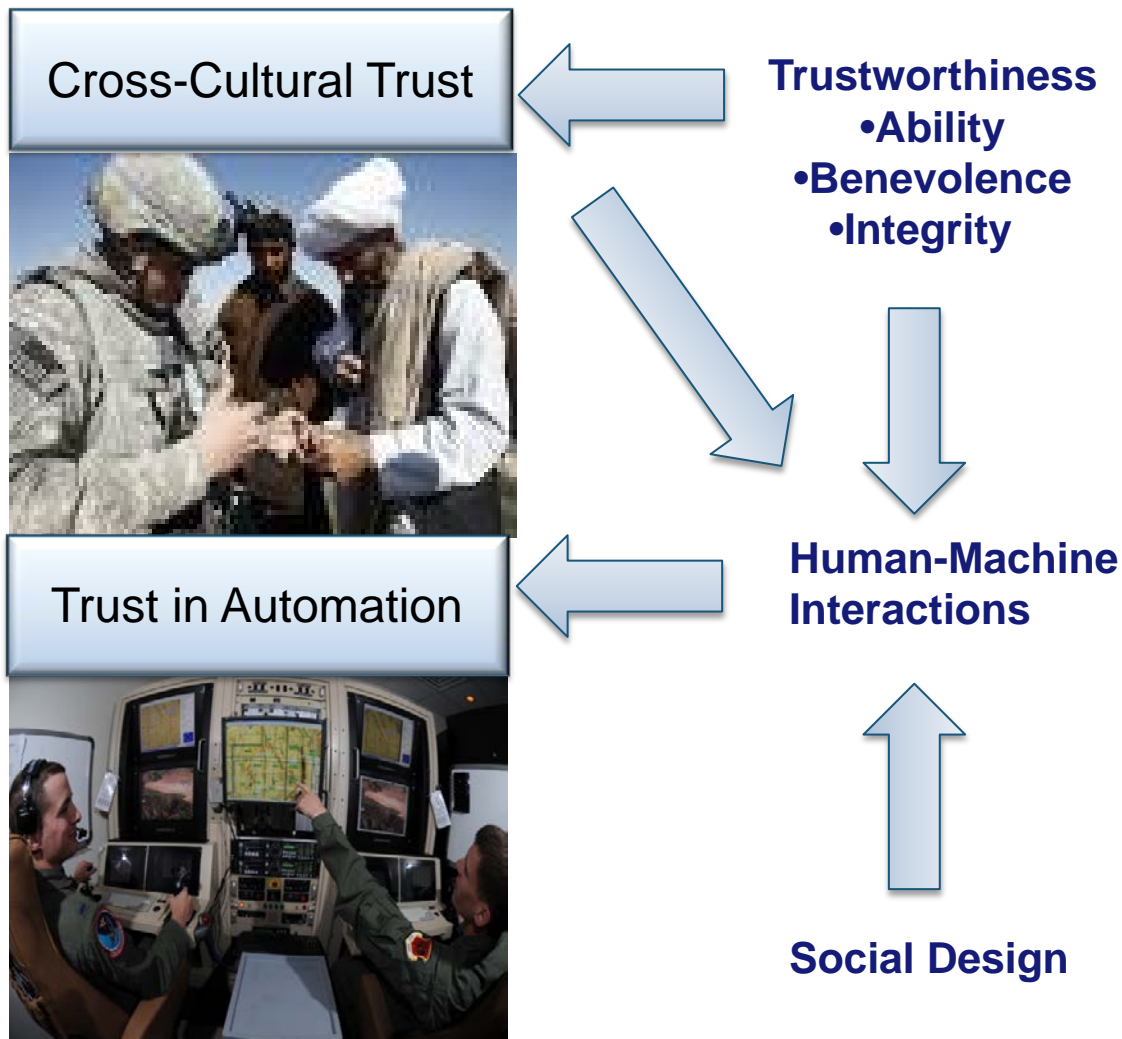 Cross-Cultural Trust
Trustworthiness
•Ability
•Benevolence
•Integrity
Human-Machine
Interactions
Trust in Automation
Social Design